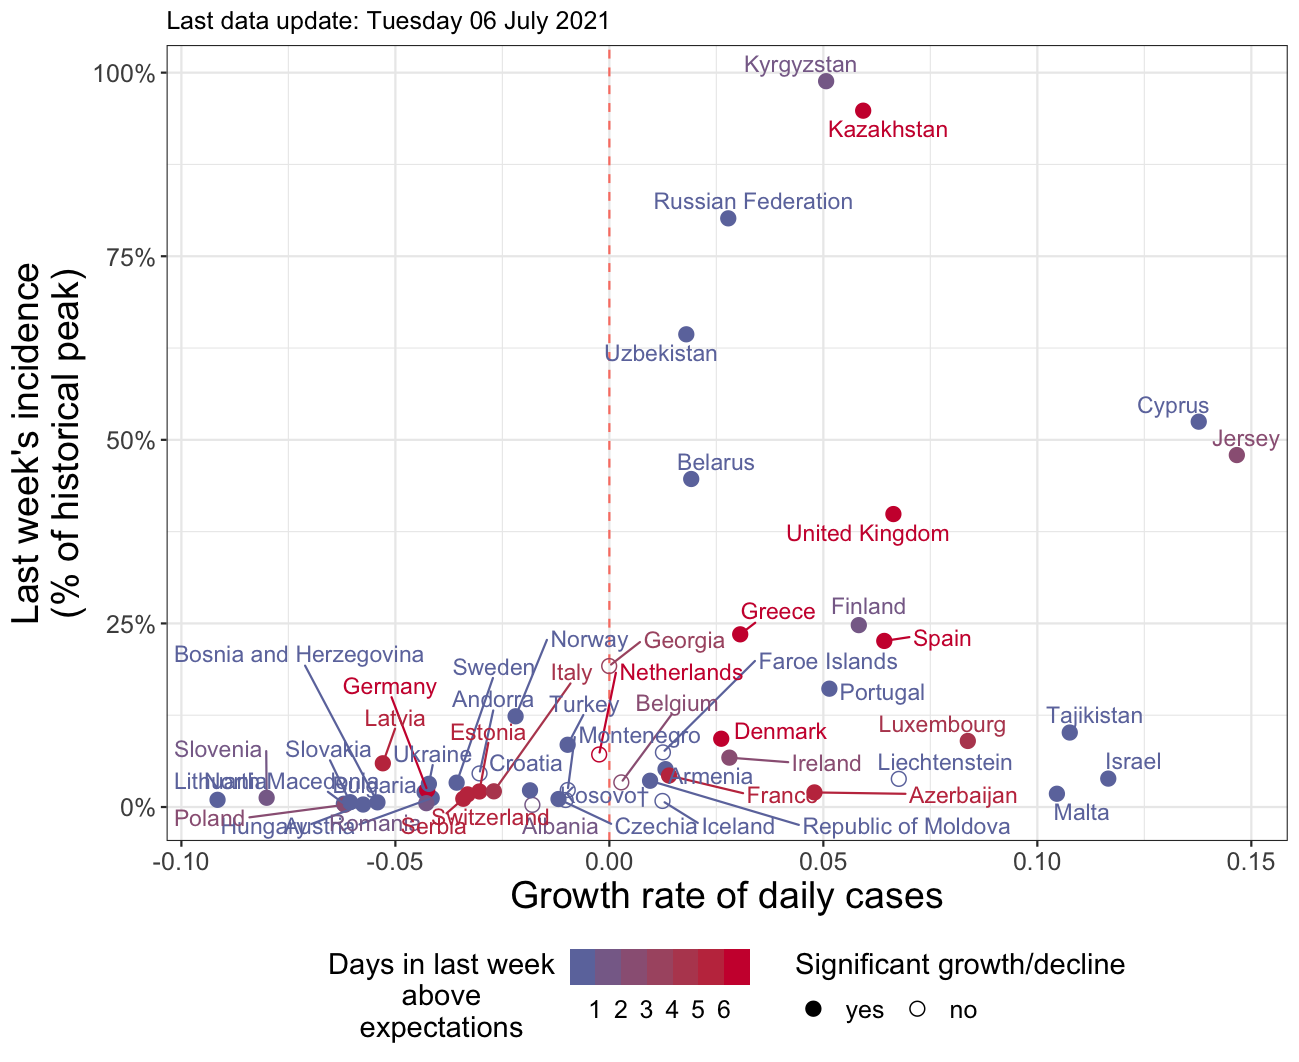 Last data update: Tuesday 06 July 2021
Last week's incidence
(% of historical peak)
100%
75%
50%
25%
0%
Kyrgyzstan
Kazakhstan
Russian Federation
Uzbekistan
Cyprus
Jersey
Belarus
United Kingdom
Finland
Greece
Spain
Norway
Georgia
Bosnia and Herzegovina
Sweden
Italy
Netherlands
Faroe Islands
Germany
Andorra
Turkey
Belgium
Portugal
Latvia
Estonia
Montenegro
Denmark
Luxembourg
Tajikistan
Slovenia
Slovakia
Ukraine
Croatia
Ireland
Liechtenstein
Israel
Lithuania
North Macedonia
Bulgaria
Kosovo†
Armenia
France
Azerbaijan
Malta
Poland
Hungary
Austria
Romania
Serbia
Switzerland
Albania
Czechia
Iceland
Republic of Moldova
-0.10
-0.05
0.00
0.05
0.10
0.15
Growth rate of daily cases
Days in last week
above
expectations
1 2 3 4 5 6
Significant growth/decline
yes
no